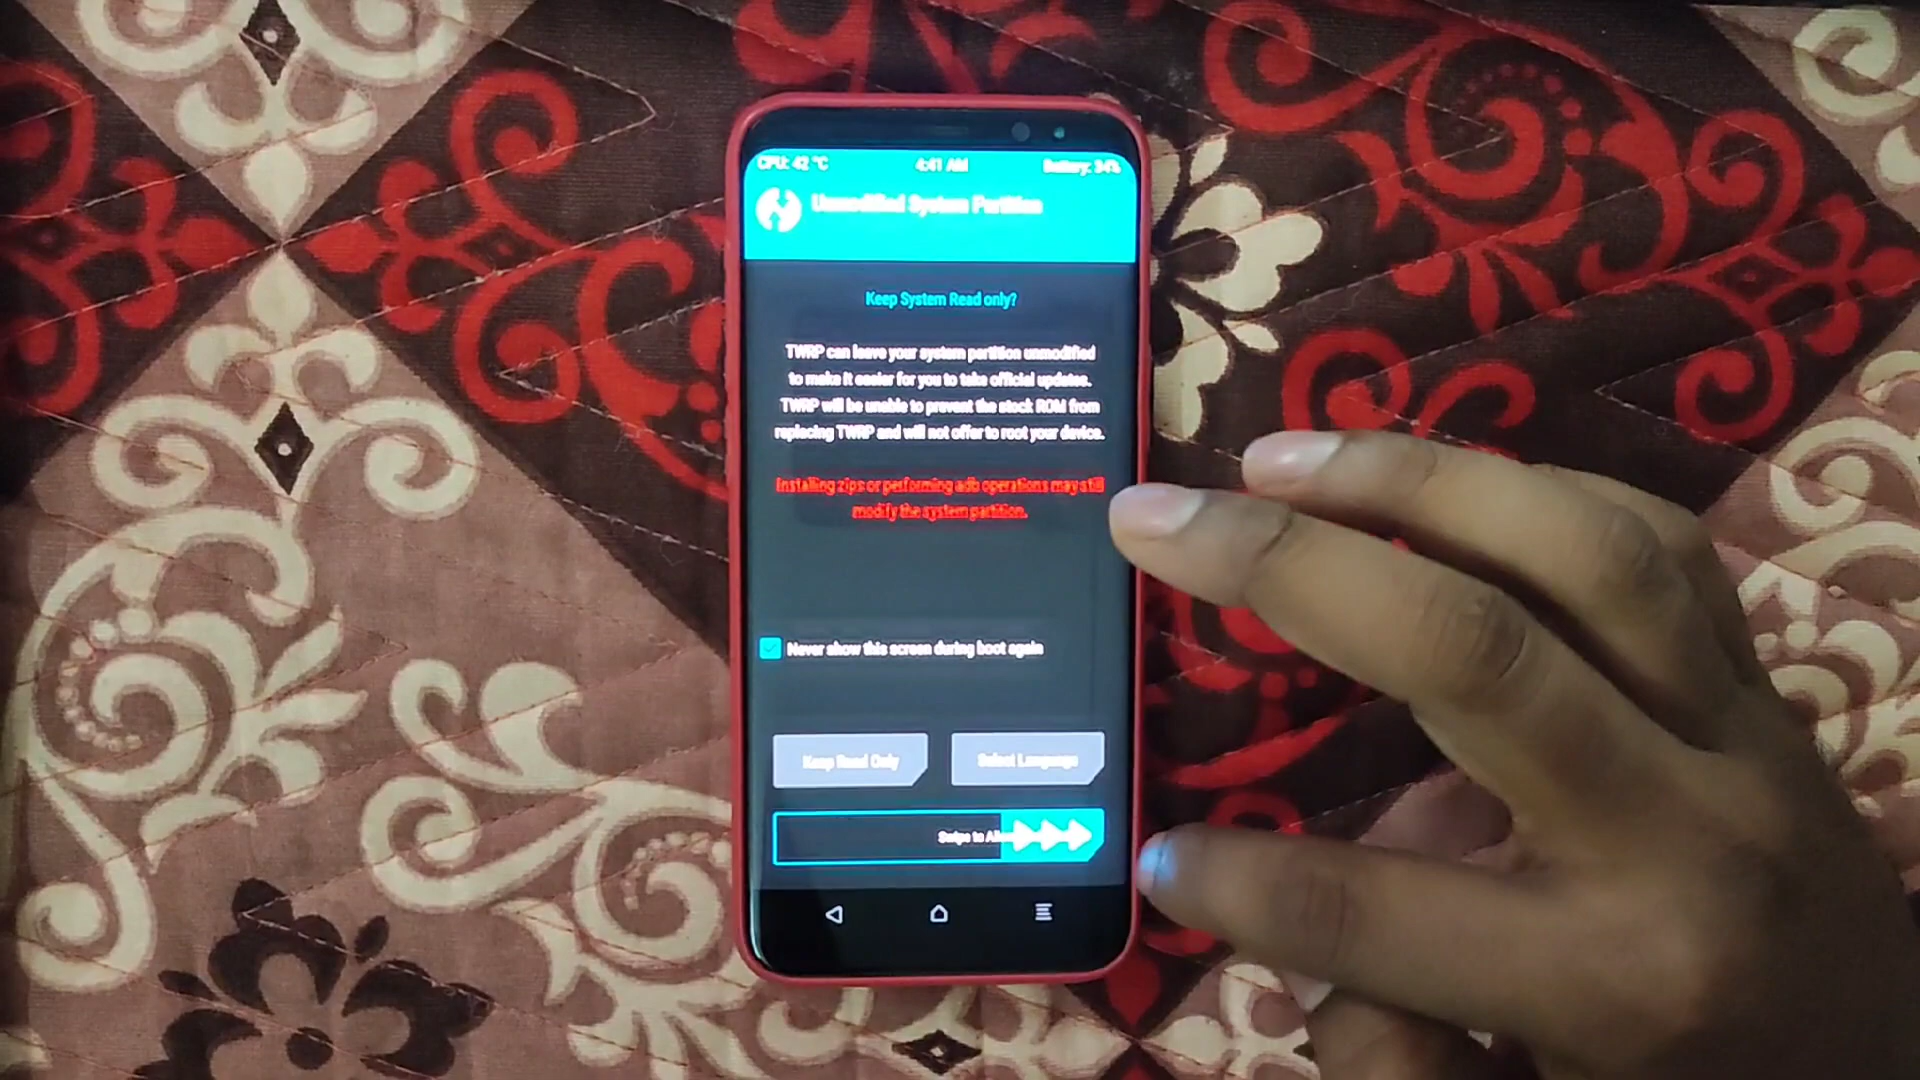 CPU: 42 °C
4:41 AM
Battery: 34%
Unmodified System Partition
Keep System Read only?
TWRP can leave your system partition unmodified
to make it easier for you to take official updates.
TWRP will be unable to prevent the stock ROM from
replacing TWRP and will not offer to root your device.
Installing zips or performing adb operations may still
modify the system partition.
Never show this screen during boot again
Keep Read Only
Select Language
Swipe to